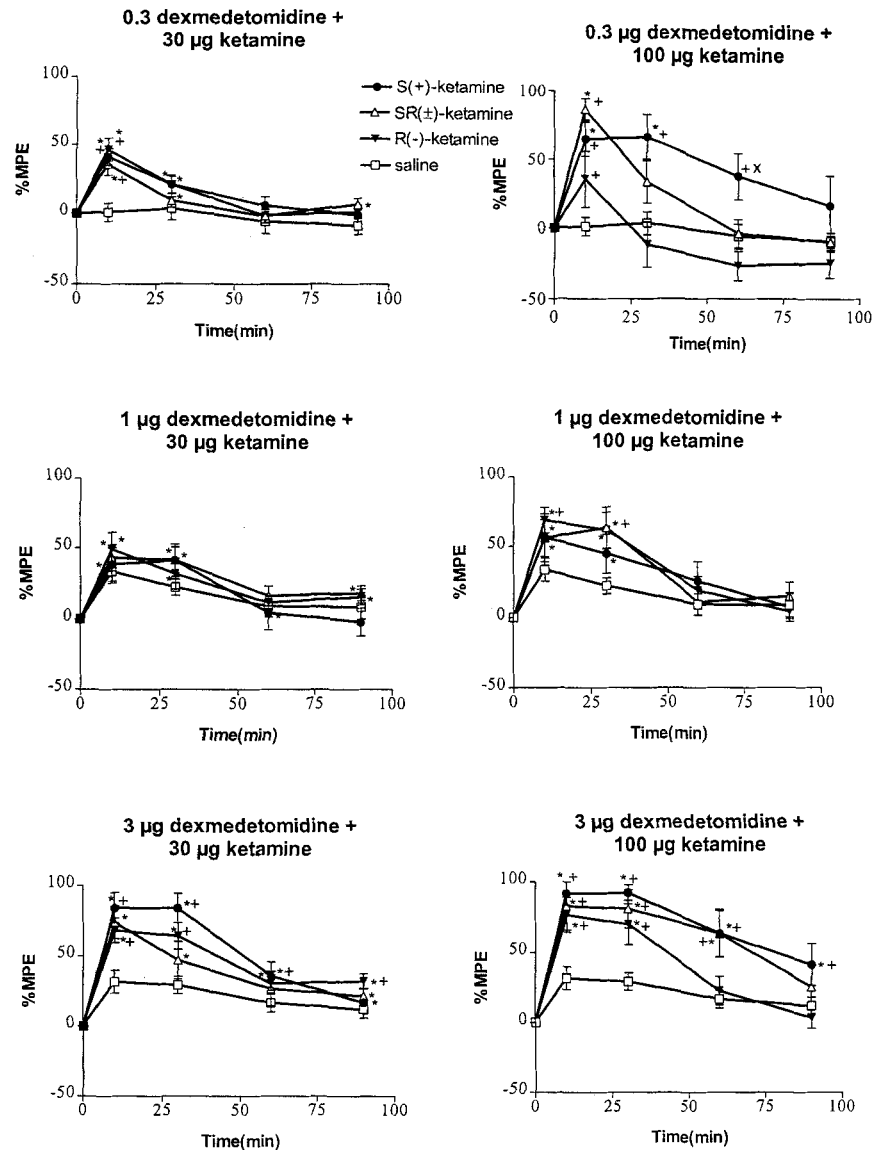 0.3 dexmedetomidine +
30 µg ketamine
100
50
0
-50
%MPE
* *
+ +
*+
* *
*
*
0 25 50 75 100
Time(min)
S(+)-ketamine
SR(±)-ketamine
R(-)-ketamine
saline
0.3 µg dexmedetomidine +
100 µg ketamine
100
50
0
-50
%MPE
* +
*
+
+
*+
+ X
0 25 50 75 100
Time(min)
1 µg dexmedetomidine +
30 µg ketamine
100
50
0
-50
%MPE
* *
*
* *
*
*
*
*
0 25 50 75 100
Time(min)
1 µg dexmedetomidine +
100 µg ketamine
100
50
0
-50
%MPE
*+
*
*
*+
*
*
0 25 50 75 100
Time(min)
3 µg dexmedetomidine +
30 µg ketamine
100
50
0
-50
%MPE
*+
*
*+
*+
*+
*
* *+
*+
*
*
0 25 50 75 100
Time(min)
3 µg dexmedetomidine +
100 µg ketamine
100
50
0
-50
%MPE
* +
*+
*+
*+
*+
*+
*+
+*
*+
0 25 50 75 100
Time(min)